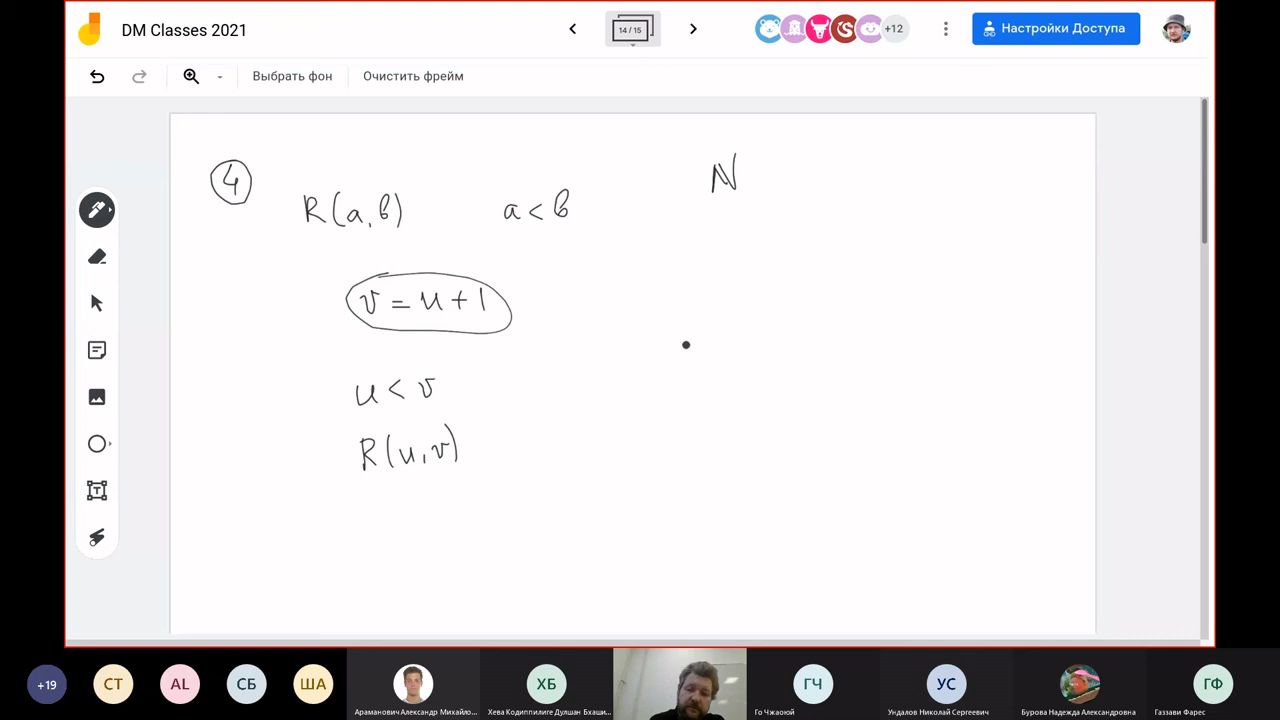 DM Classes 2021
14 / 15
+12
Настройки Доступа
Выбрать фон
Очистить фрейм
④
R(a,b)
a < b
N
v = u + 1
u < v
R(u,v)
+19
СТ
AL
СБ
ША
ХБ
ГЧ
УС
ГФ
Араманович Александр Михайло...
Хева Кодиппилиге Дулшан Бхаши...
Го Чжаоюй
Ундалов Николай Сергеевич
Бурова Надежда Александровна
Газзави Фарес